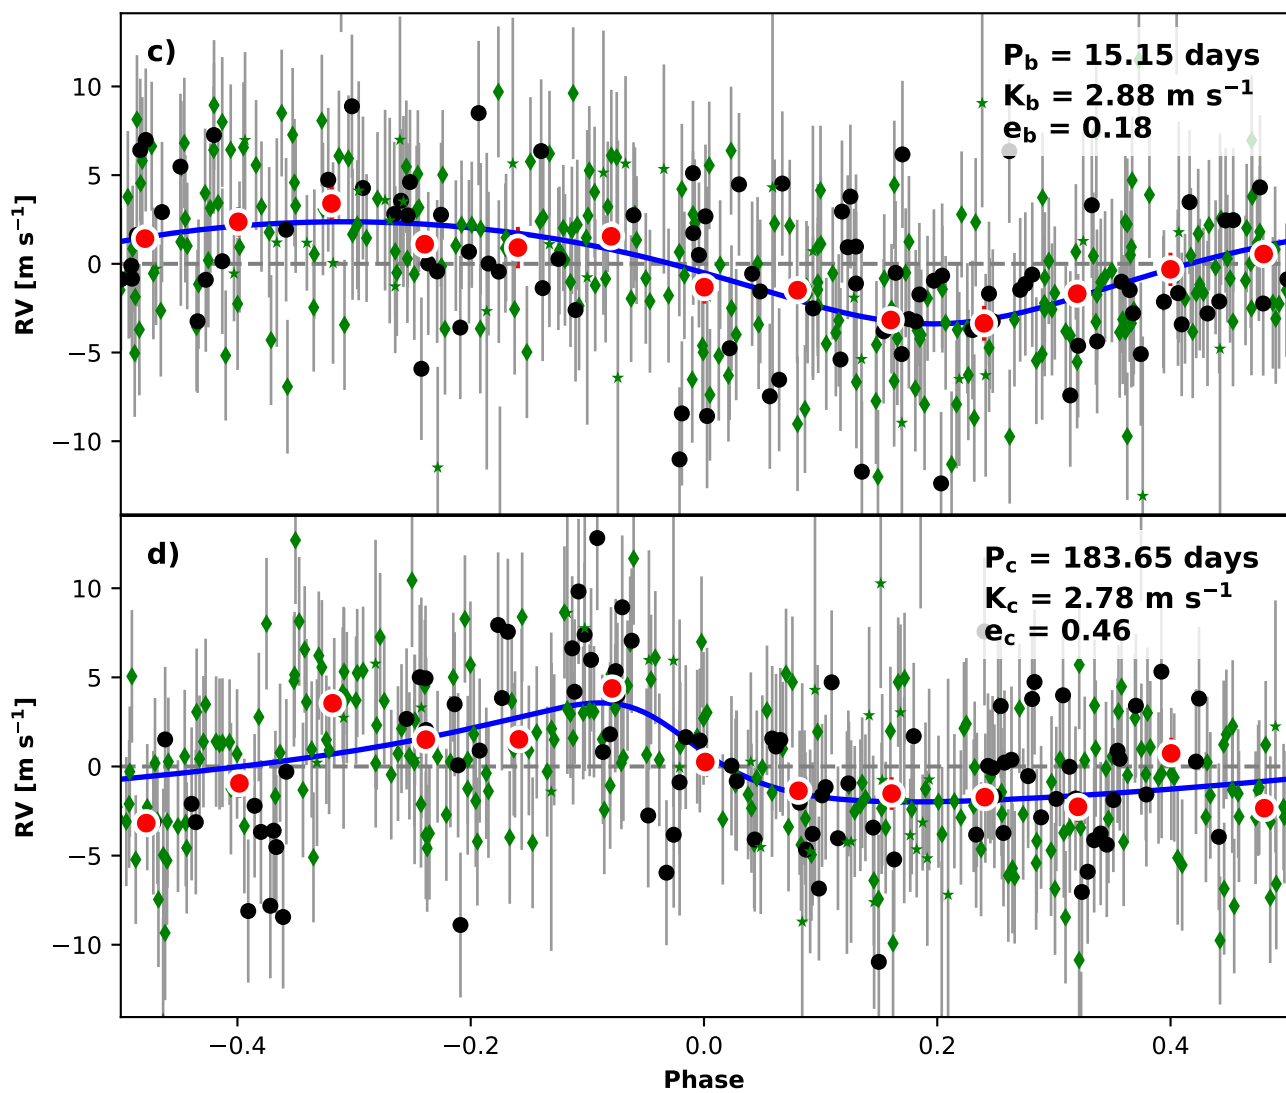 c)
P_b = 15.15 days
K_b = 2.88 m s⁻¹
e_b = 0.18
RV [m s⁻¹]
10
5
0
−5
−10
d)
P_c = 183.65 days
K_c = 2.78 m s⁻¹
e_c = 0.46
RV [m s⁻¹]
10
5
0
−5
−10
−0.4 −0.2 0.0 0.2 0.4
Phase